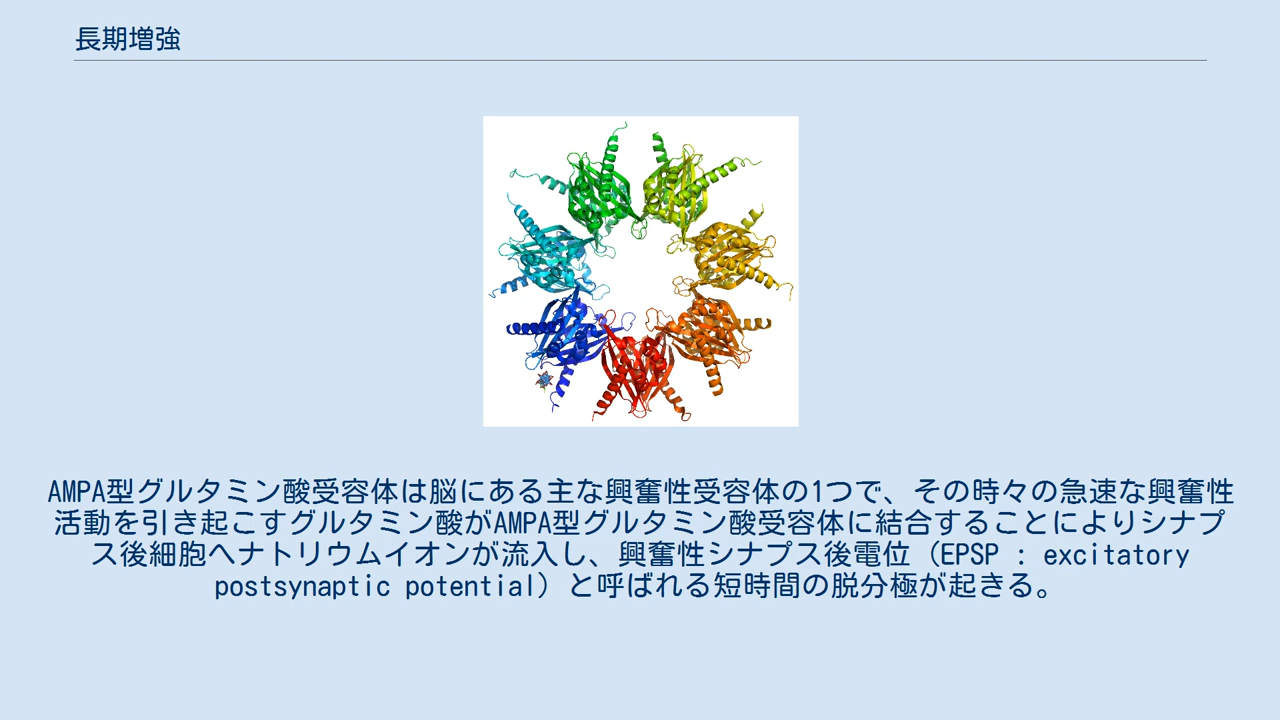 長期増強
AMPA型グルタミン酸受容体は脳にある主な興奮性受容体の1つで、その時々の急速な興奮性
活動を引き起こすグルタミン酸がAMPA型グルタミン酸受容体に結合することによりシナプ
ス後細胞へナトリウムイオンが流入し、興奮性シナプス後電位（EPSP : excitatory
postsynaptic potential）と呼ばれる短時間の脱分極が起きる。